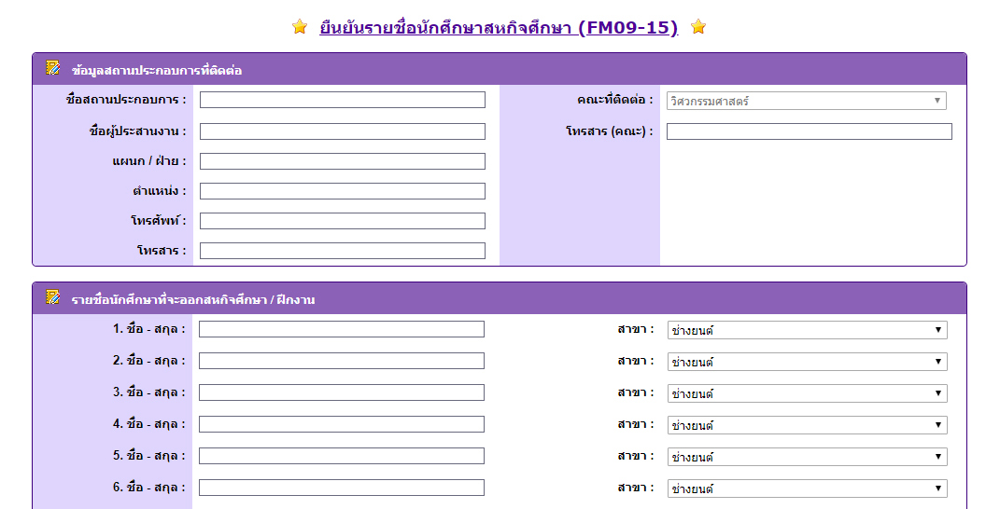 ยืนยันรายชื่อนักศึกษาสหกิจศึกษา (FM09-15)
ข้อมูลสถานประกอบการที่ติดต่อ
ชื่อสถานประกอบการ : คณะที่ติดต่อ : วิศวกรรมศาสตร์
ชื่อผู้ประสานงาน : โทรสาร (คณะ) :
แผนก / ฝ่าย :
ตำแหน่ง :
โทรศัพท์ :
โทรสาร :
รายชื่อนักศึกษาที่จะออกสหกิจศึกษา / ฝึกงาน
1. ชื่อ - สกุล : สาขา : ช่างยนต์
2. ชื่อ - สกุล : สาขา : ช่างยนต์
3. ชื่อ - สกุล : สาขา : ช่างยนต์
4. ชื่อ - สกุล : สาขา : ช่างยนต์
5. ชื่อ - สกุล : สาขา : ช่างยนต์
6. ชื่อ - สกุล : สาขา : ช่างยนต์